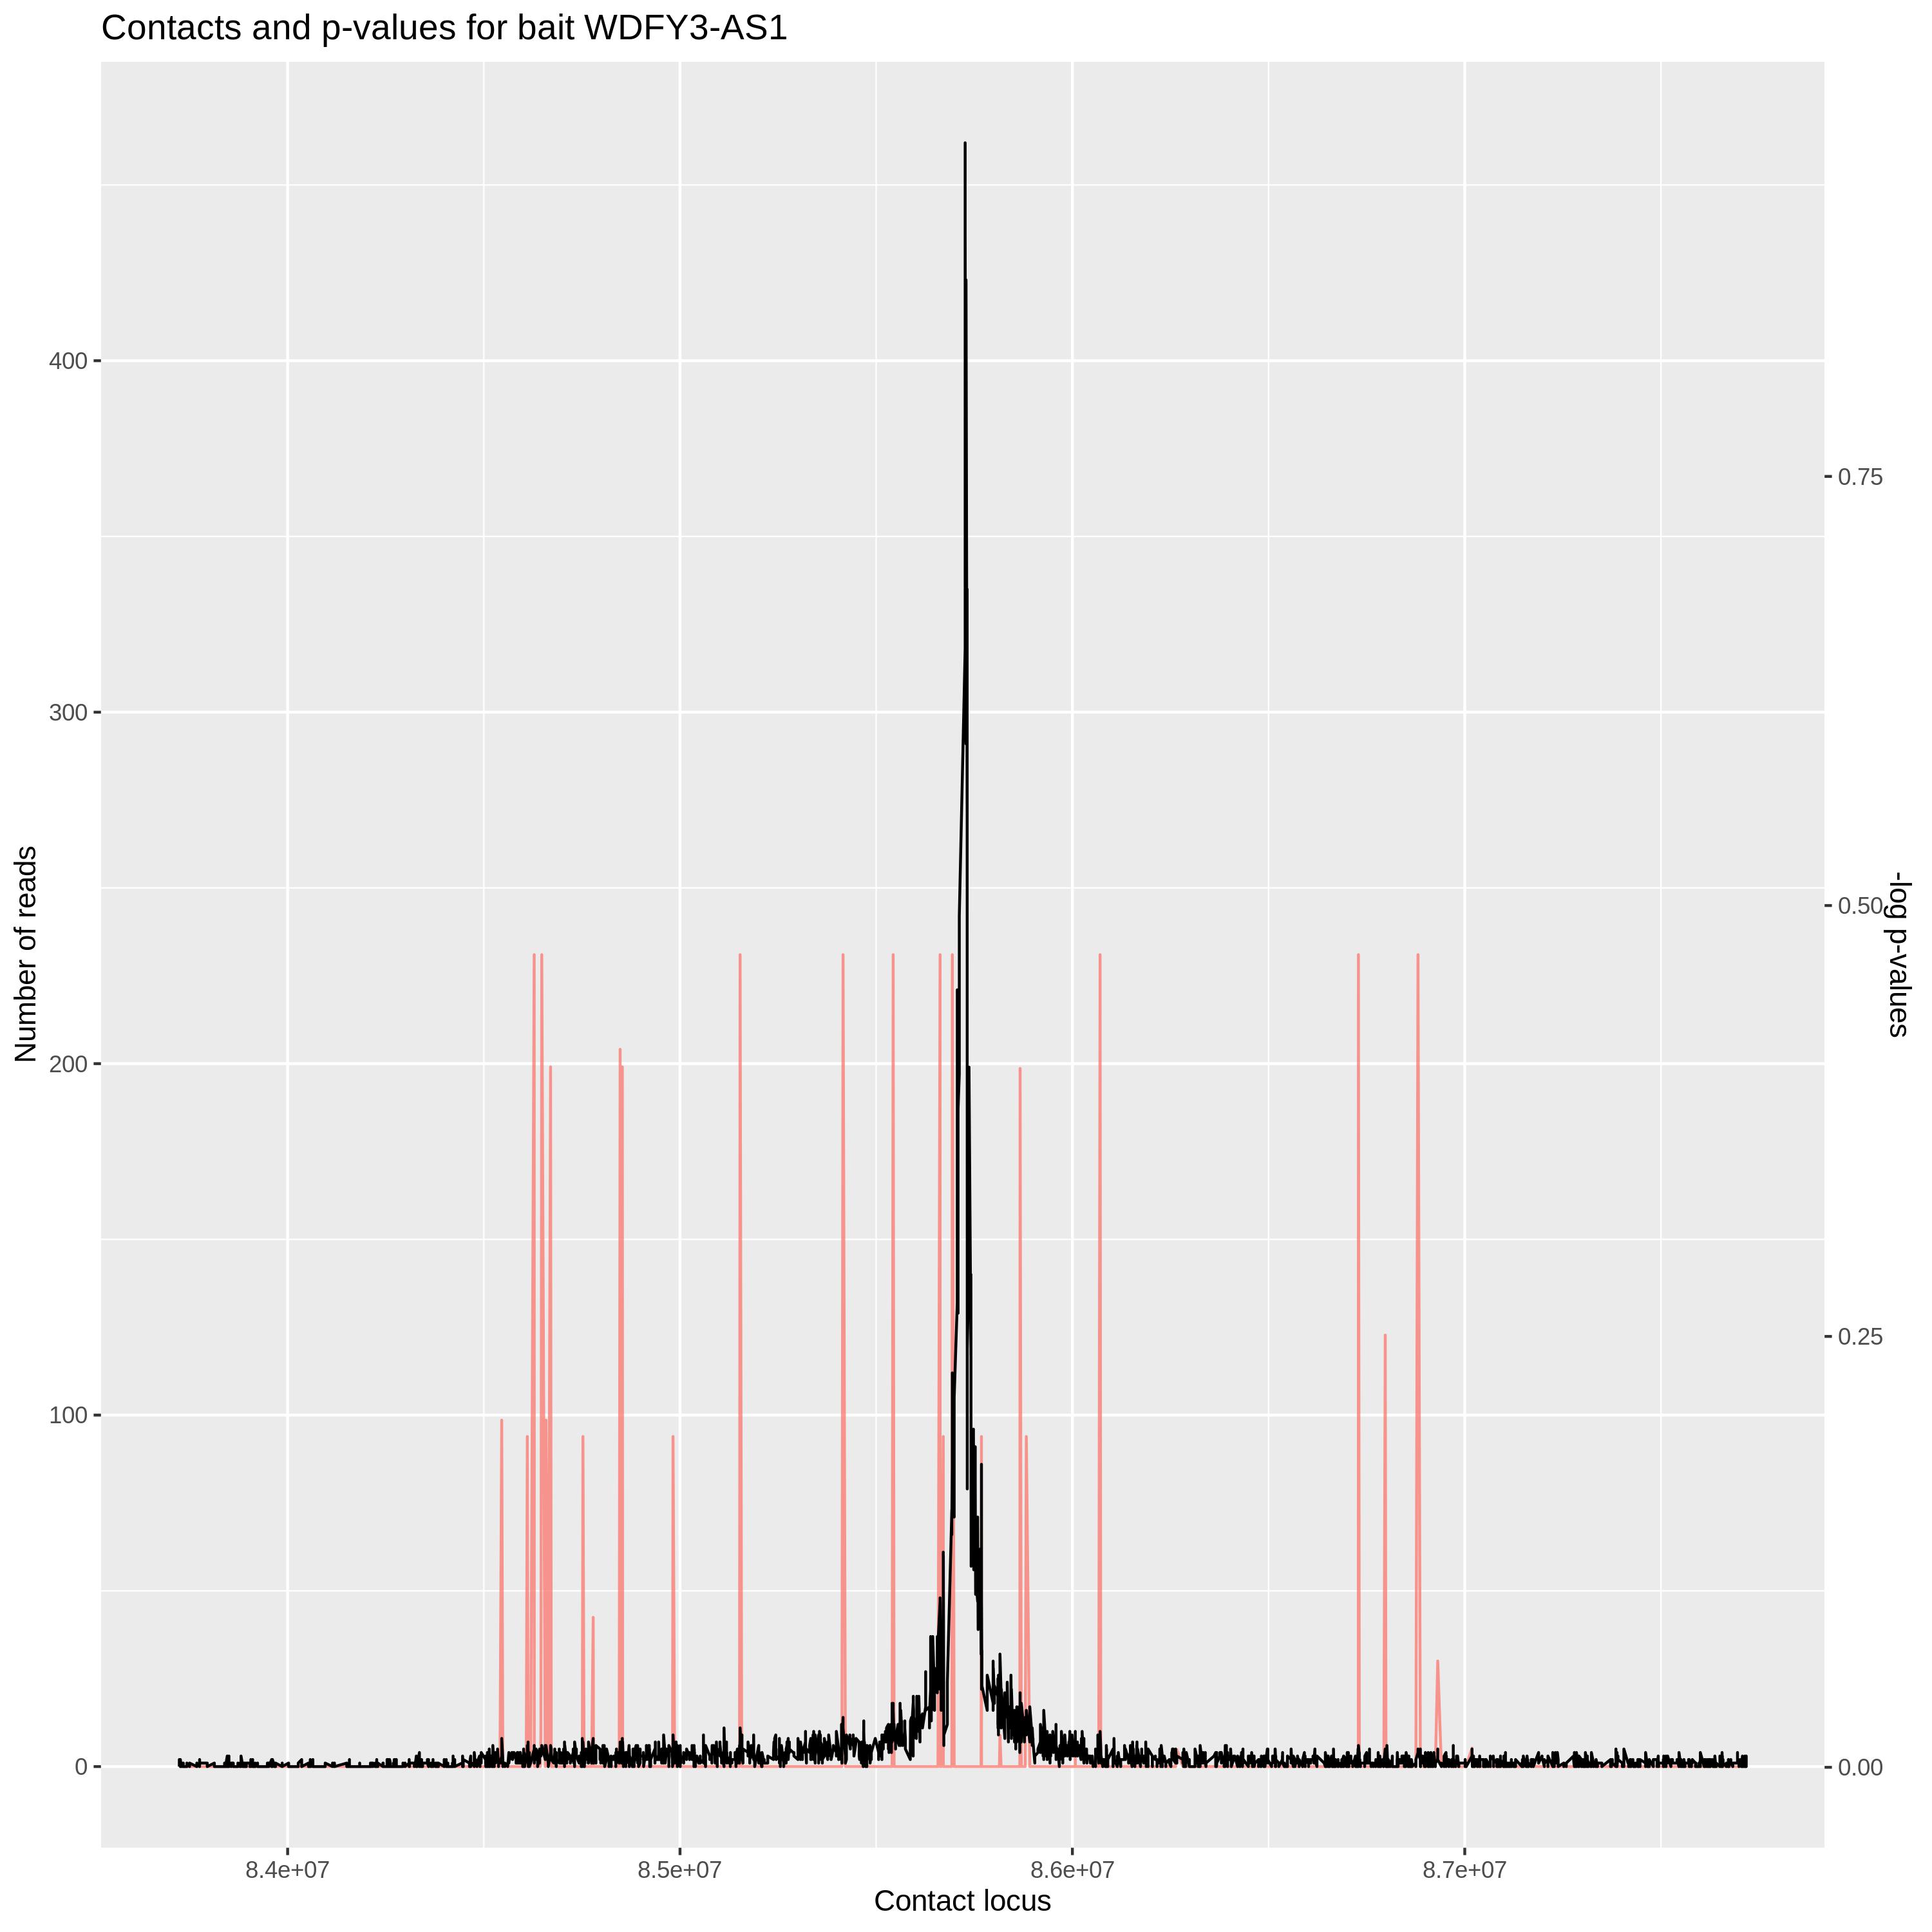 Contacts and p-values for bait WDFY3-AS1
400
300
200
100
0
Number of reads
0.75
0.50
0.25
0.00
-log p-values
8.4e+07 8.5e+07 8.6e+07 8.7e+07
Contact locus